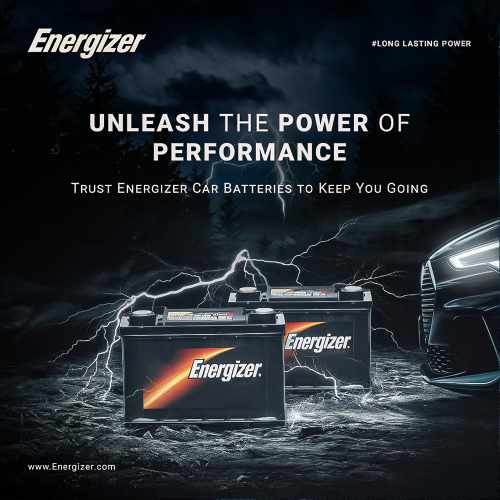 Energizer
#LONG LASTING POWER
UNLEASH THE POWER OF
PERFORMANCE
TRUST ENERGIZER CAR BATTERIES TO KEEP YOU GOING
Energizer
Energizer
www.Energizer.com